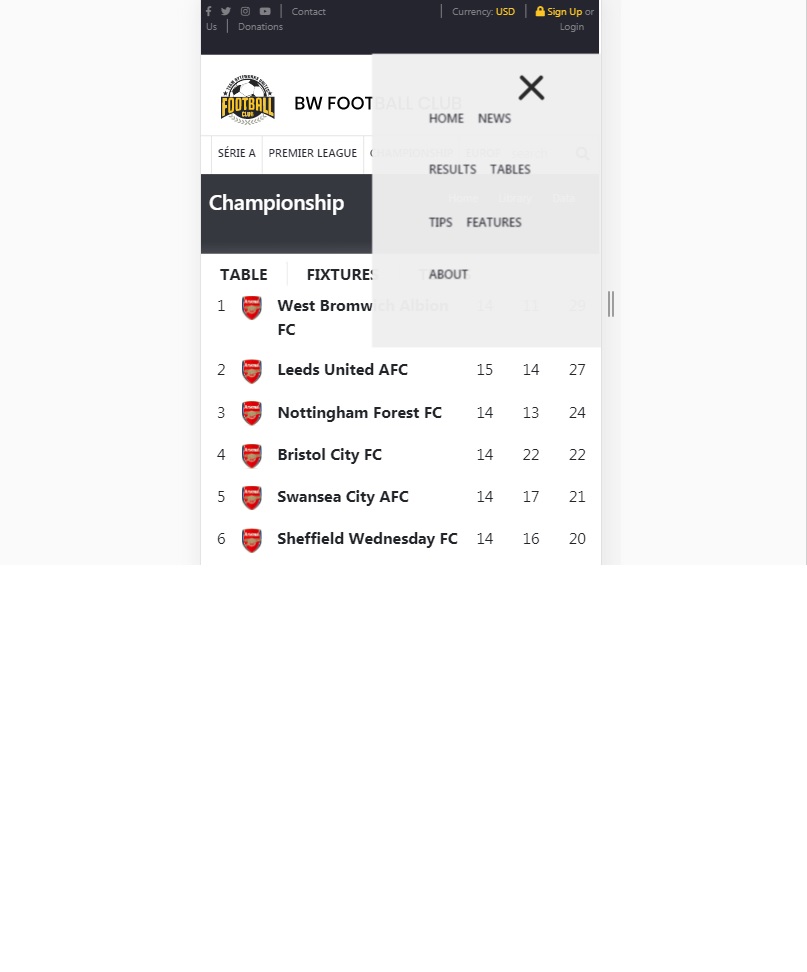 Contact
Us
Donations
Currency: USD
Sign Up or
Login
FOOTBALL
CLUB
BW FOOTBALL CLUB
HOME NEWS
SÉRIE A PREMIER LEAGUE CHAMPIONSHIP
RESULTS TABLES
Championship
TIPS FEATURES
TABLE FIXTURES
ABOUT
1 West Bromwich Albion 14 11 29
FC
2 Leeds United AFC 15 14 27
3 Nottingham Forest FC 14 13 24
4 Bristol City FC 14 22 22
5 Swansea City AFC 14 17 21
6 Sheffield Wednesday FC 14 16 20